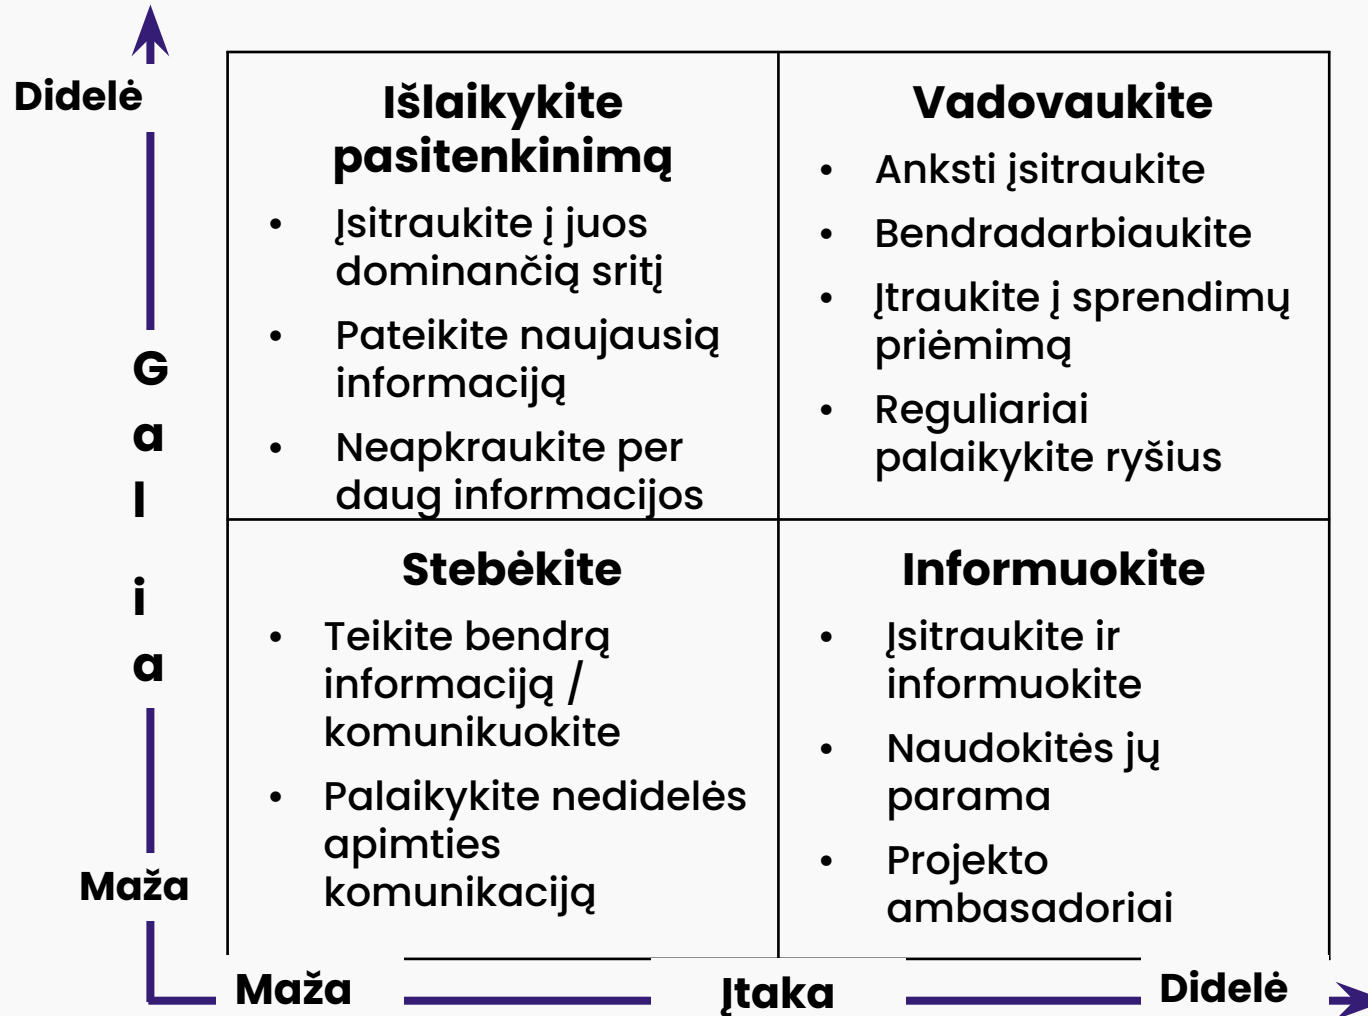 Didelė
Išlaikykite
pasitenkinimą
• Įsitraukite į juos
dominančią sritį
• Pateikite naujausią
informaciją
• Neapkraukite per
daug informacijos
Vadovaukite
• Anksti įsitraukite
• Bendradarbiaukite
• Įtraukite į sprendimų
priėmimą
• Reguliariai
palaikykite ryšius
G
a
l
i
a
Stebėkite
• Teikite bendrą
informaciją /
komunikuokite
• Palaikykite nedidelės
apimties
komunikaciją
Informuokite
• Įsitraukite ir
informuokite
• Naudokitės jų
parama
• Projekto
ambasadoriai
Maža
Maža
Įtaka
Didelė